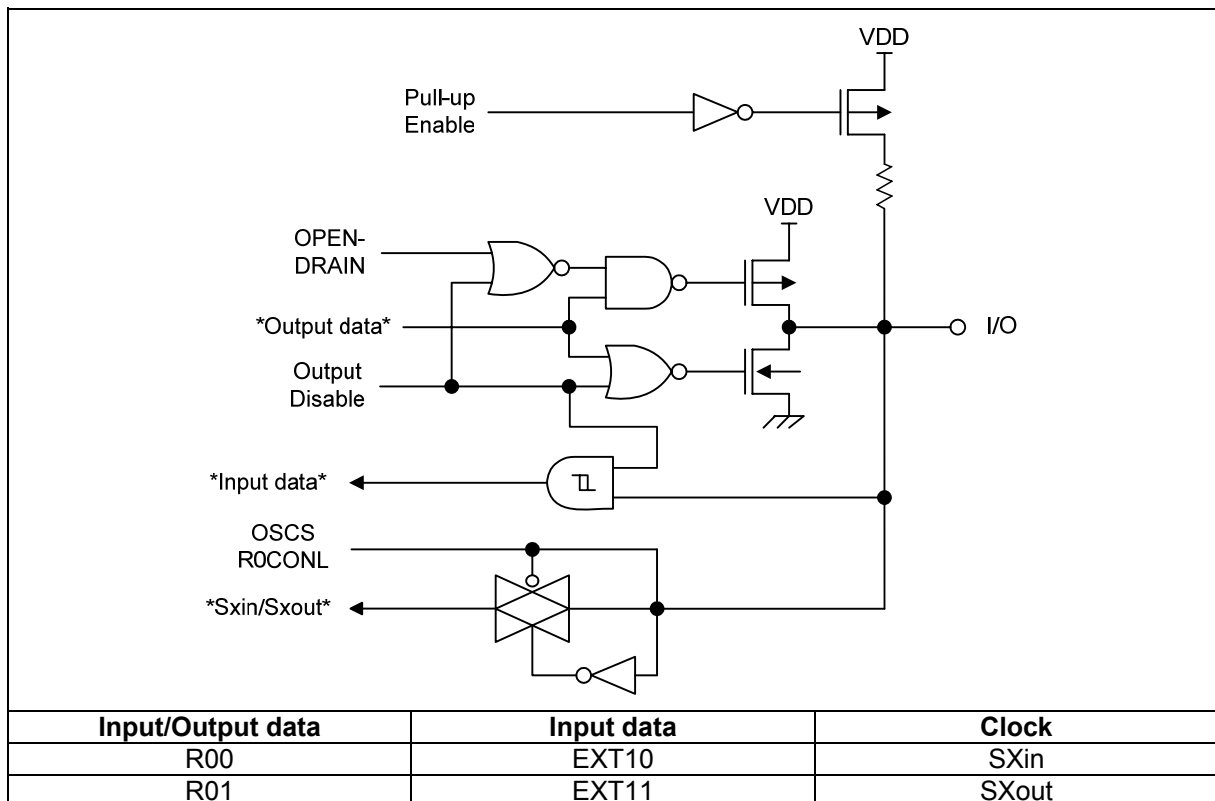 VDD
Pull-up
Enable
VDD
OPEN-
DRAIN
*Output data*
I/O
Output
Disable
*Input data*
OSCS
R0CONL
*Sxin/Sxout*
Input/Output data Input data Clock
R00 EXT10 SXin
R01 EXT11 SXout